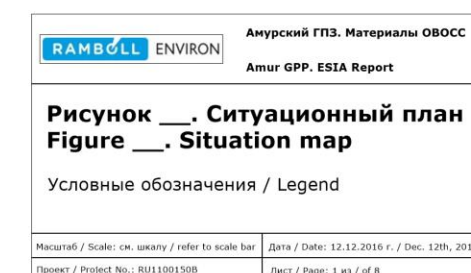 RAMBOLL ENVIRON
Амурский ГПЗ. Материалы ОВОСС
Amur GPP. ESIA Report
Рисунок __. Ситуационный план
Figure __. Situation map
Условные обозначения / Legend
Масштаб / Scale: см. шкалу / refer to scale bar
Дата / Date: 12.12.2016 г. / Dec. 12th, 201
Проект / Project No.: RU1100150B
Лист / Page: 1 из / of 8